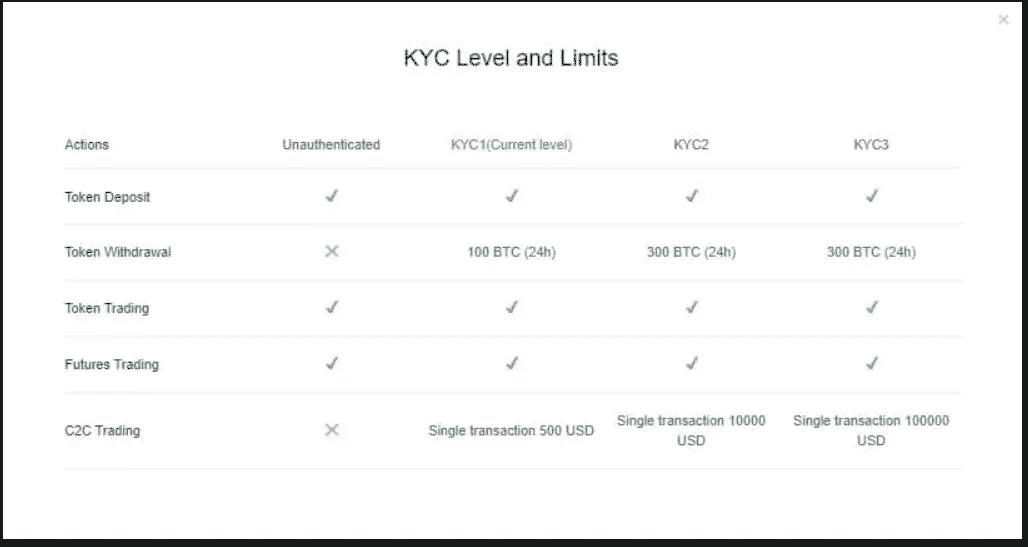 KYC Level and Limits
Actions Unauthenticated KYC1(Current level) KYC2 KYC3
Token Deposit ✓ ✓ ✓ ✓
Token Withdrawal ✕ 100 BTC (24h) 300 BTC (24h) 300 BTC (24h)
Token Trading ✓ ✓ ✓ ✓
Futures Trading ✓ ✓ ✓ ✓
C2C Trading ✕ Single transaction 500 USD Single transaction 10000 USD Single transaction 100000 USD